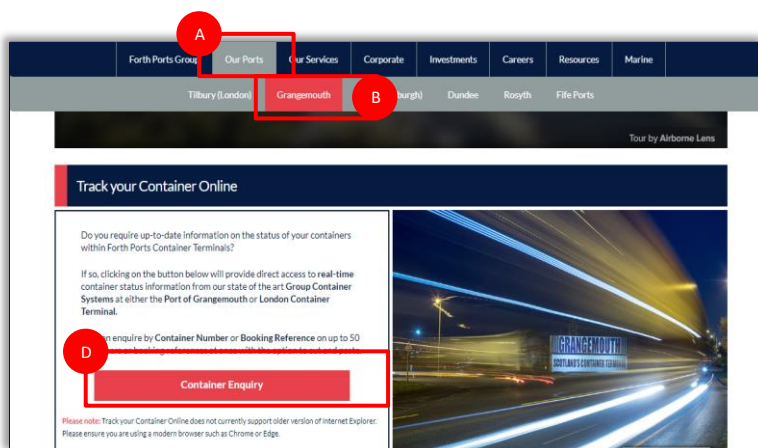 A
Forth Ports Group Our Ports Our Services Corporate Investments Careers Resources Marine
Tilbury (London) Grangemouth B burgh) Dundee Rosyth Fife Ports
Tour by Airborne Lens
Track your Container Online
Do you require up-to-date information on the status of your containers
within Forth Ports Container Terminals?
If so, clicking on the button below will provide direct access to real-time
container status information from our state of the art Group Container
Systems at either the Port of Grangemouth or London Container
Terminal.
enquire by Container Number or Booking Reference on up to 50
D
Container Enquiry
Please note: Track your Container Online does not currently support older version of Internet Explorer.
Please ensure you are using a modern browser such as Chrome or Edge.
GRANGEMOUTH
SCOTLAND'S CONTAINER TERMINAL